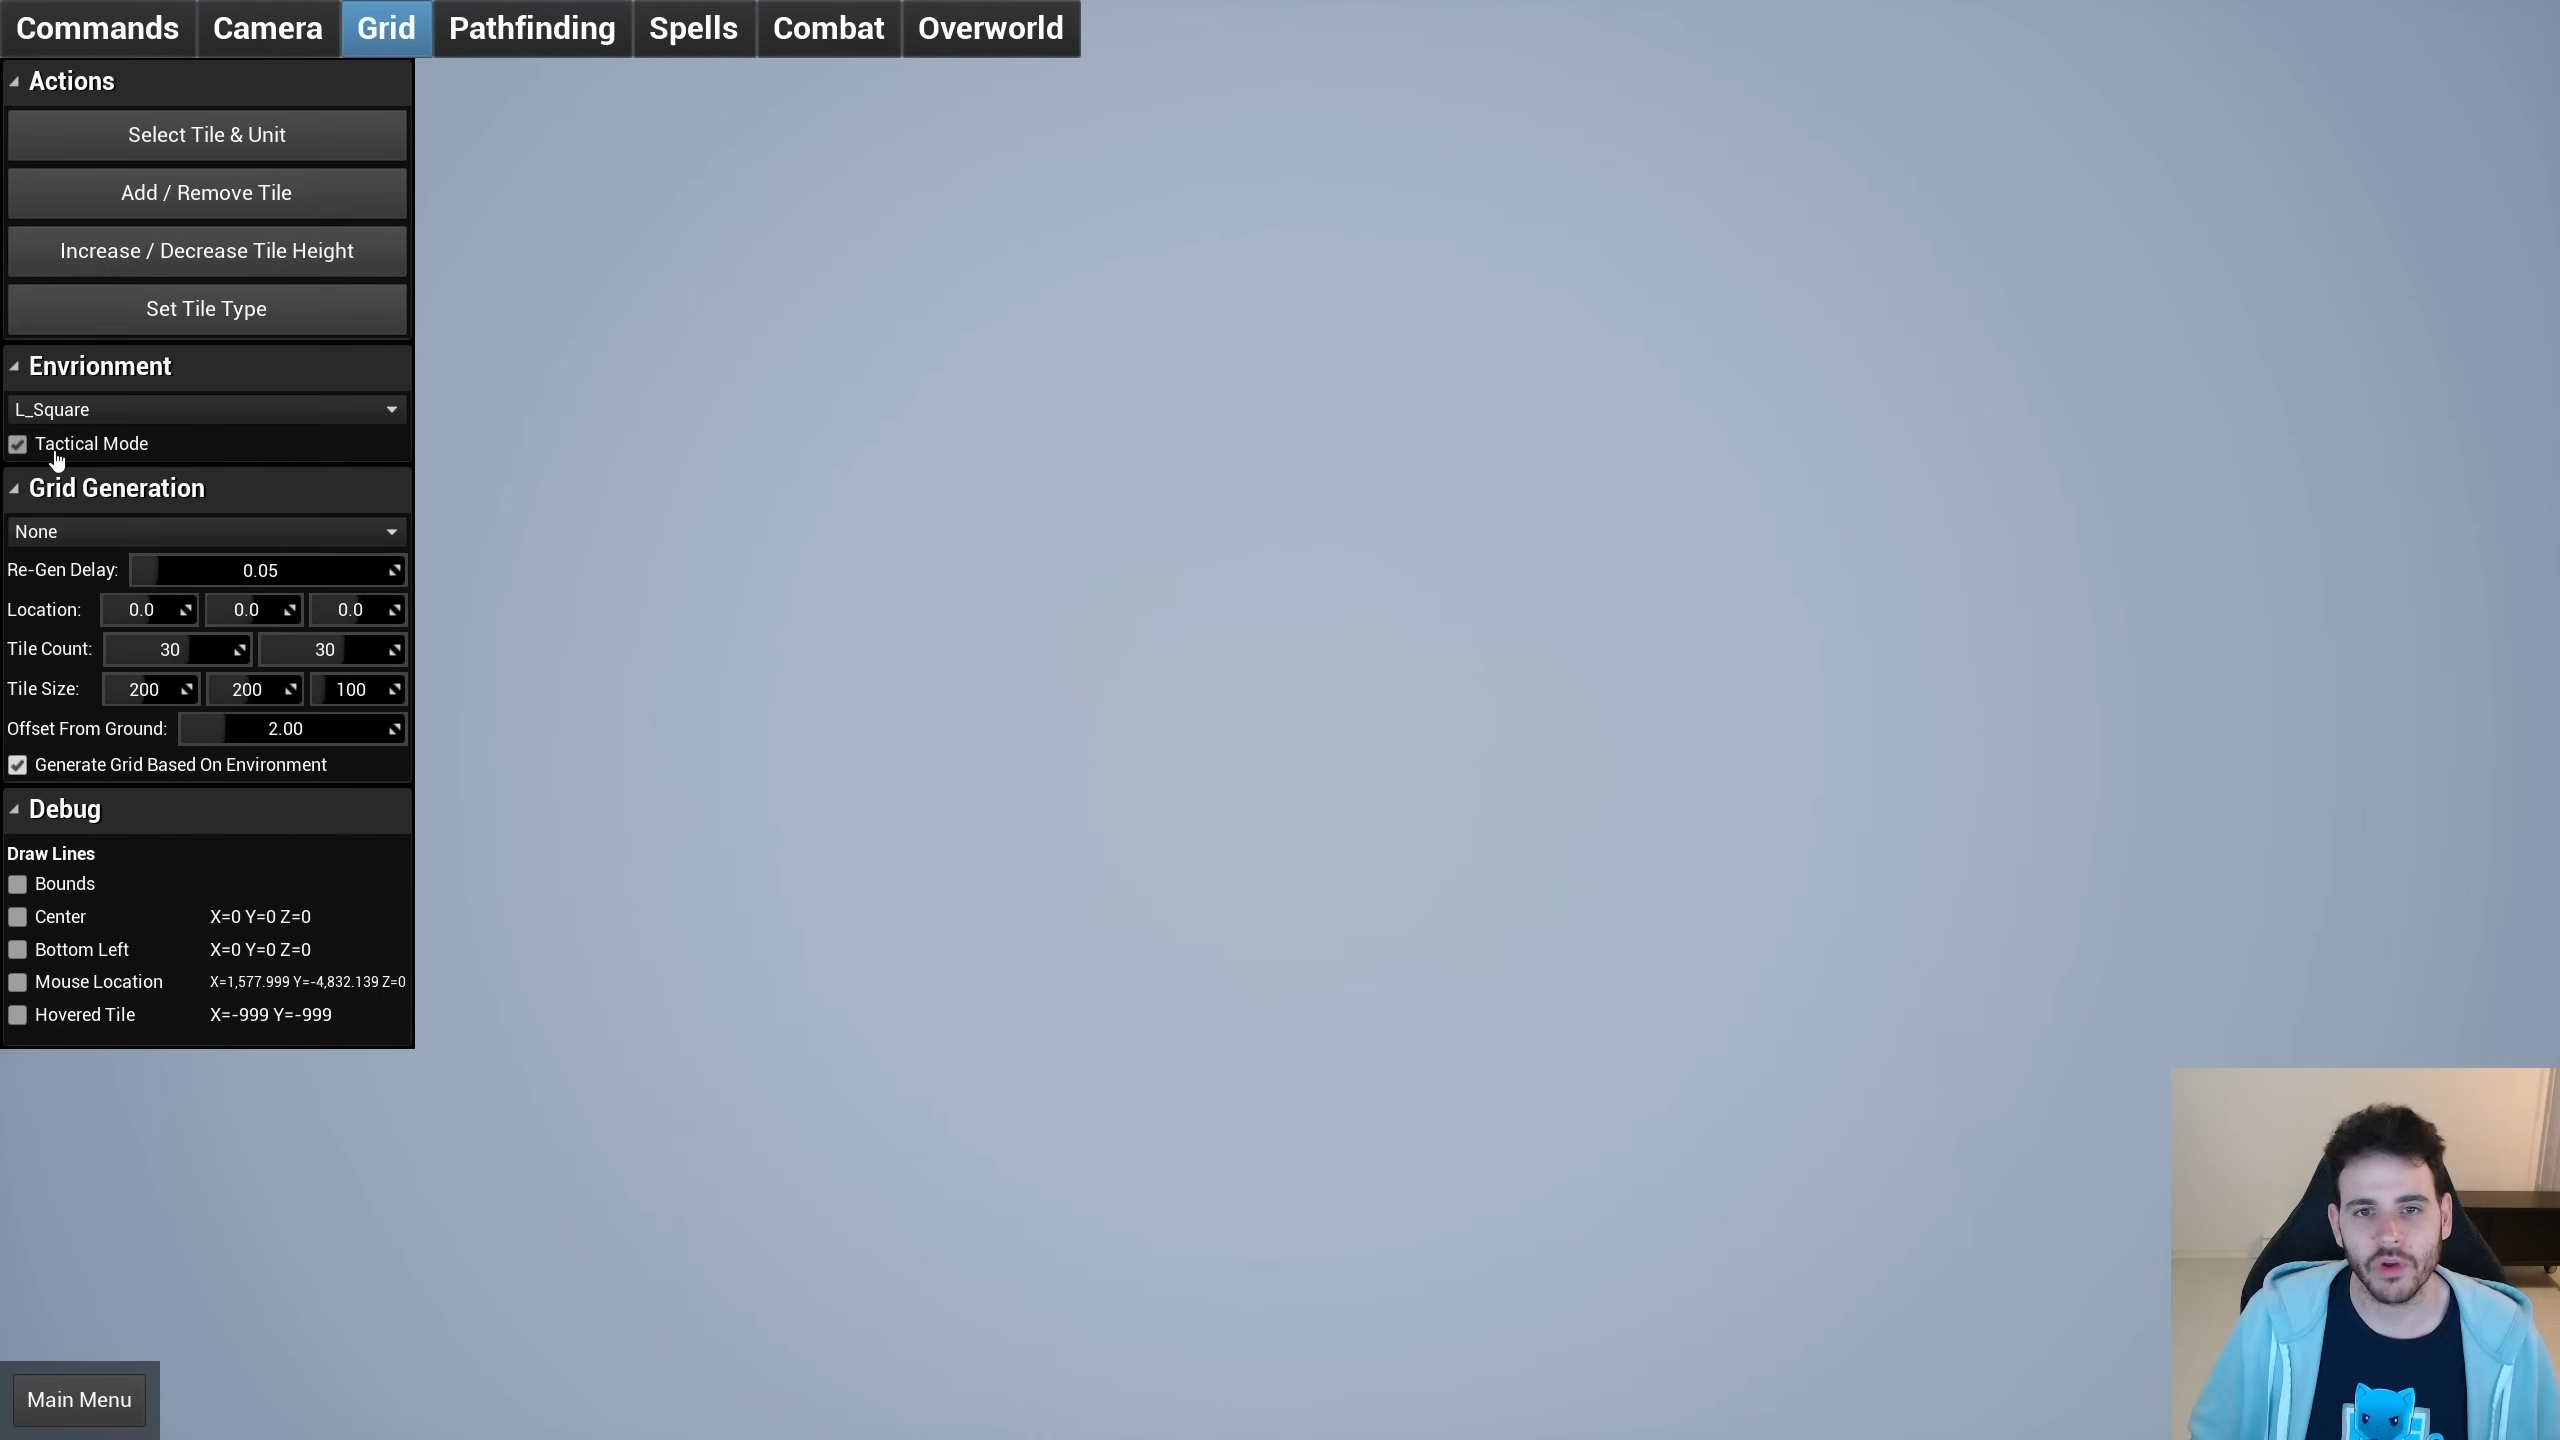 Commands Camera Grid Pathfinding Spells Combat Overworld
Actions
Select Tile & Unit
Add / Remove Tile
Increase / Decrease Tile Height
Set Tile Type
Envrionment
L_Square
Tactical Mode
Grid Generation
None
Re-Gen Delay: 0.05
Location: 0.0 0.0 0.0
Tile Count: 30 30
Tile Size: 200 200 100
Offset From Ground: 2.00
Generate Grid Based On Environment
Debug
Draw Lines
Bounds
Center X=0 Y=0 Z=0
Bottom Left X=0 Y=0 Z=0
Mouse Location X=1,577.999 Y=-4,832.139 Z=0
Hovered Tile X=-999 Y=-999
Main Menu